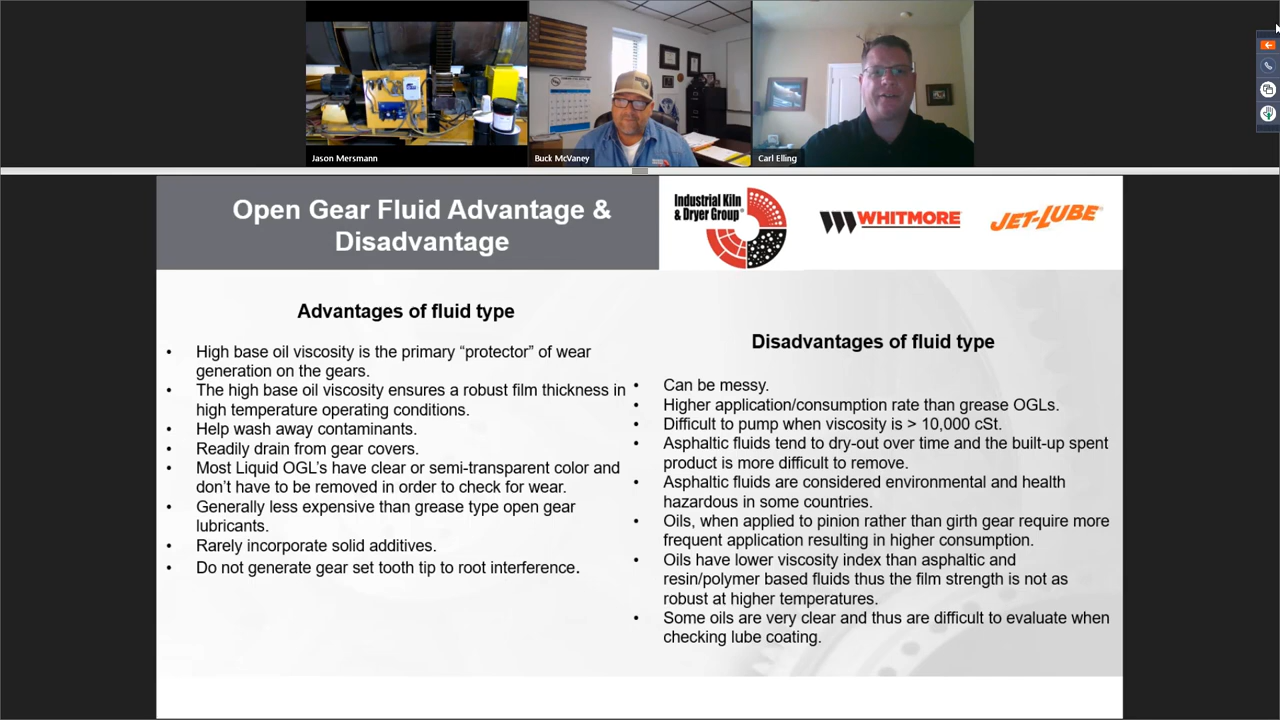 Jason Mersmann
Buck McVaney
Carl Elling
Open Gear Fluid Advantage &
Disadvantage
Industrial Kiln
& Dryer Group®
WHITMORE
JET-LUBE®
Advantages of fluid type
• High base oil viscosity is the primary “protector” of wear
generation on the gears.
• The high base oil viscosity ensures a robust film thickness in
high temperature operating conditions.
• Help wash away contaminants.
• Readily drain from gear covers.
• Most Liquid OGL’s have clear or semi-transparent color and
don’t have to be removed in order to check for wear.
• Generally less expensive than grease type open gear
lubricants.
• Rarely incorporate solid additives.
• Do not generate gear set tooth tip to root interference.
Disadvantages of fluid type
• Can be messy.
• Higher application/consumption rate than grease OGLs.
• Difficult to pump when viscosity is > 10,000 cSt.
• Asphaltic fluids tend to dry-out over time and the built-up spent
product is more difficult to remove.
• Asphaltic fluids are considered environmental and health
hazardous in some countries.
• Oils, when applied to pinion rather than girth gear require more
frequent application resulting in higher consumption.
• Oils have lower viscosity index than asphaltic and
resin/polymer based fluids thus the film strength is not as
robust at higher temperatures.
• Some oils are very clear and thus are difficult to evaluate when
checking lube coating.